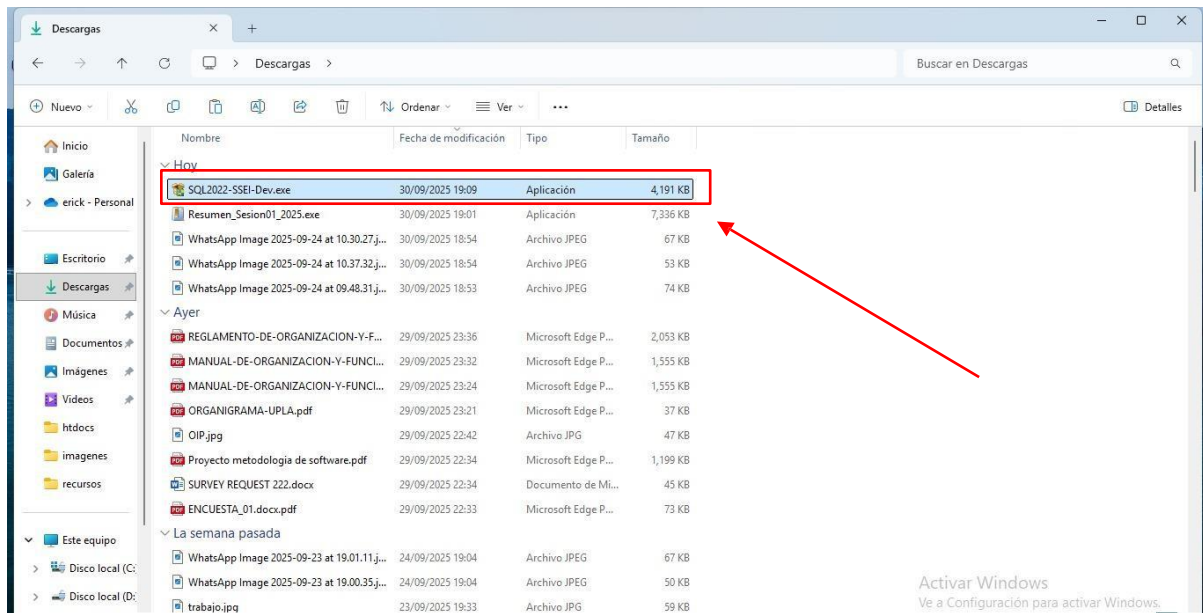 Descargas
Descargas
Buscar en Descargas
Nuevo
Ordenar
Ver
Detalles
Inicio
Galería
erick - Personal
Escritorio
Descargas
Música
Documentos
Imágenes
Videos
htdocs
imagenes
recursos
Este equipo
Disco local (C:
Disco local (D:
Nombre Fecha de modificación Tipo Tamaño
Hoy
SQL2022-SSEI-Dev.exe 30/09/2025 19:09 Aplicación 4,191 KB
Resumen_Sesion01_2025.exe 30/09/2025 19:01 Aplicación 7,336 KB
WhatsApp Image 2025-09-24 at 10.30.27.j... 30/09/2025 18:54 Archivo JPEG 67 KB
WhatsApp Image 2025-09-24 at 10.37.32.j... 30/09/2025 18:54 Archivo JPEG 53 KB
WhatsApp Image 2025-09-24 at 09.48.31.j... 30/09/2025 18:53 Archivo JPEG 74 KB
Ayer
REGLAMENTO-DE-ORGANIZACION-Y-F... 29/09/2025 23:36 Microsoft Edge P... 2,053 KB
MANUAL-DE-ORGANIZACION-Y-FUNCI... 29/09/2025 23:32 Microsoft Edge P... 1,555 KB
MANUAL-DE-ORGANIZACION-Y-FUNCI... 29/09/2025 23:24 Microsoft Edge P... 1,555 KB
ORGANIGRAMA-UPLA.pdf 29/09/2025 23:21 Microsoft Edge P... 37 KB
OIP.jpg 29/09/2025 22:42 Archivo JPG 47 KB
Proyecto metodologia de software.pdf 29/09/2025 22:34 Microsoft Edge P... 1,199 KB
SURVEY REQUEST 222.docx 29/09/2025 22:34 Documento de Mi... 45 KB
ENCUESTA_01.docx.pdf 29/09/2025 22:33 Microsoft Edge P... 73 KB
La semana pasada
WhatsApp Image 2025-09-23 at 19.01.11.j... 24/09/2025 19:04 Archivo JPEG 67 KB
WhatsApp Image 2025-09-23 at 19.00.35.j... 24/09/2025 19:04 Archivo JPEG 50 KB
trabajo.jpg 23/09/2025 19:33 Archivo JPG 59 KB
Activar Windows
Ve a Configuración para activar Windows.